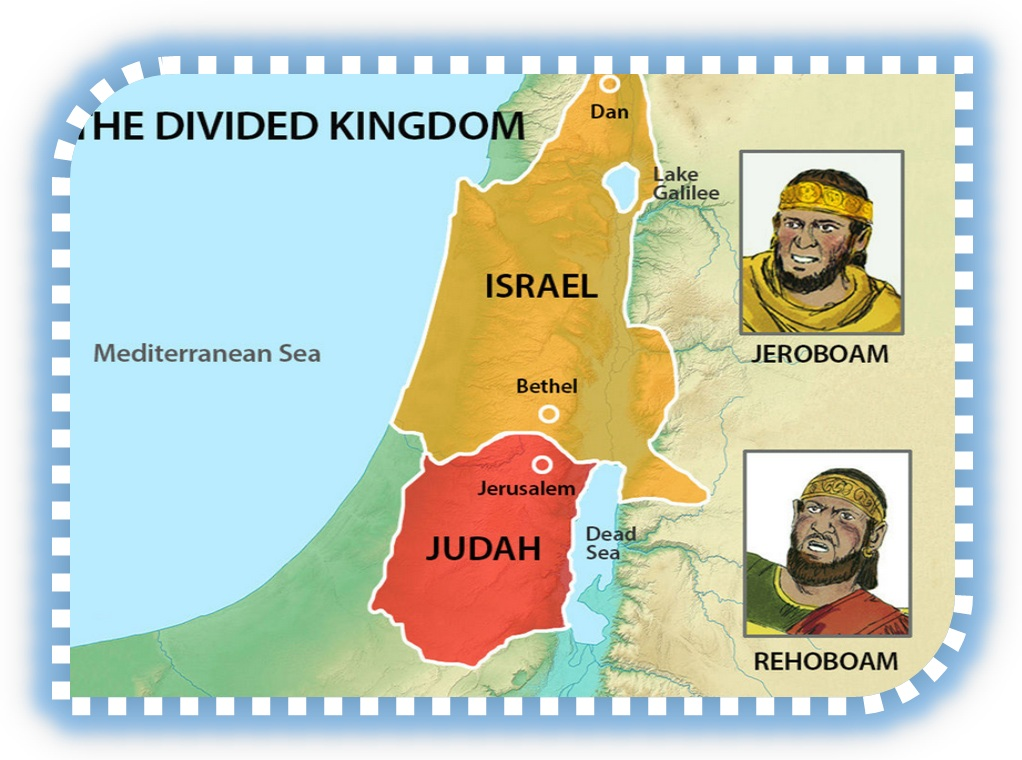 THE DIVIDED KINGDOM
Dan
Lake
Galilee
ISRAEL
Mediterranean Sea
JEROBOAM
Bethel
Jerusalem
Dead
Sea
JUDAH
REHOBOAM